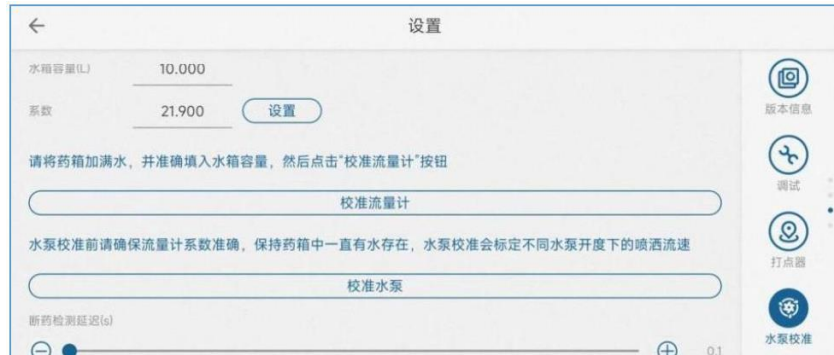 设置
水箱容量(L) 10.000
系数 21.900 设置
请将药箱加满水，并准确填入水箱容量，然后点击“校准流量计”按钮
校准流量计
水泵校准前请确保流量计系数准确，保持药箱中一直有水存在，水泵校准会标定不同水泵开度下的喷洒流速
校准水泵
断药检测延迟(s)
0.1
版本信息
调试
打点器
水泵校准